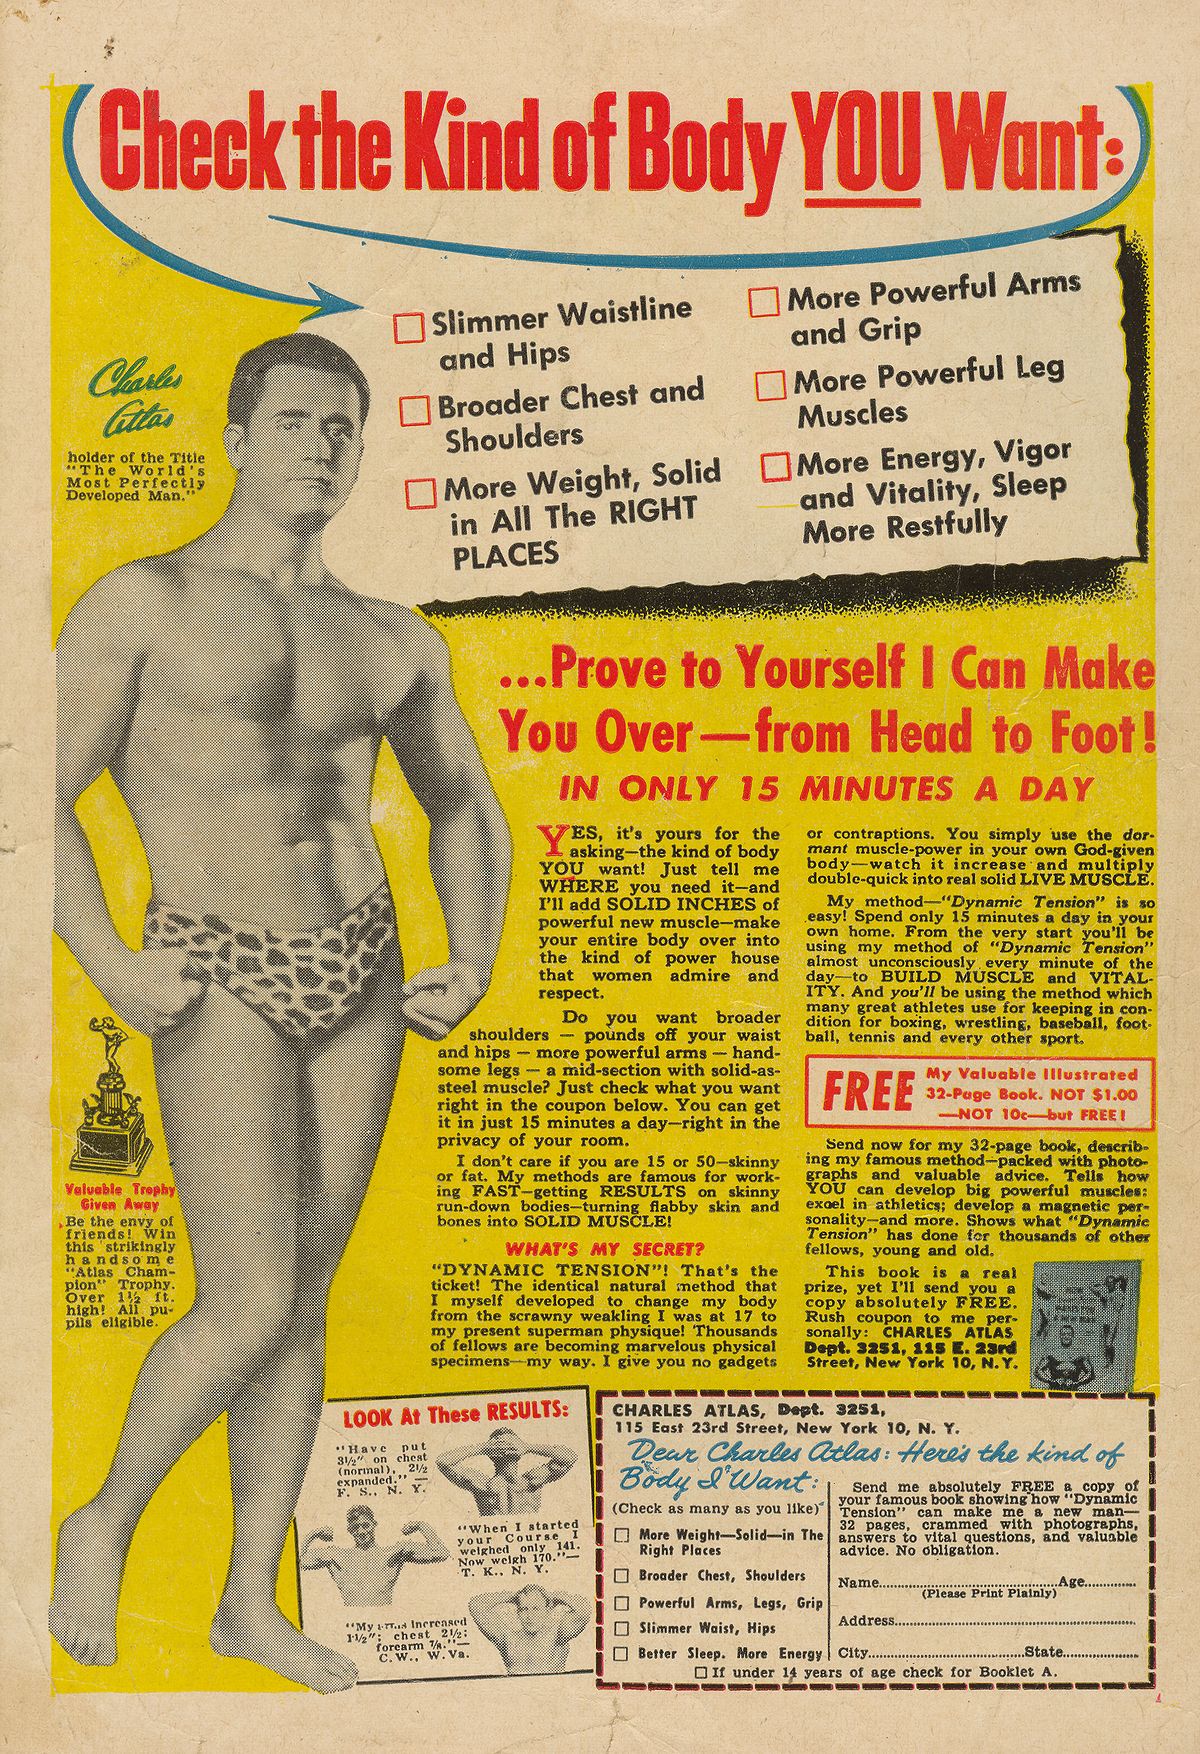 Check the Kind of Body YOU Want:
Slimmer Waistline
and Hips
Broader Chest and
Shoulders
More Weight, Solid
in All The RIGHT
PLACES
More Powerful Arms
and Grip
More Powerful Leg
Muscles
More Energy, Vigor
and Vitality, Sleep
More Restfully
Charles
Atlas
holder of the Title
"The World's
Most Perfectly
Developed Man."
...Prove to Yourself I Can Make
You Over—from Head to Foot!
IN ONLY 15 MINUTES A DAY
YES, it's yours for the
asking—the kind of body
YOU want! Just tell me
WHERE you need it—and
I'll add SOLID INCHES of
powerful new muscle—make
your entire body over into
the kind of power house
that women admire and
respect.
Do you want broader
shoulders — pounds off your waist
and hips — more powerful arms — hand-
some legs — a mid-section with solid-as-
steel muscle? Just check what you want
right in the coupon below. You can get
it in just 15 minutes a day—right in the
privacy of your room.
I don't care if you are 15 or 50—skinny
or fat. My methods are famous for work-
ing FAST—getting RESULTS on skinny
run-down bodies—turning flabby skin and
bones into SOLID MUSCLE!
WHAT'S MY SECRET?
"DYNAMIC TENSION"! That's the
ticket! The identical natural method that
I myself developed to change my body
from the scrawny weakling I was at 17 to
my present superman physique! Thousands
of fellows are becoming marvelous physical
specimens—my way. I give you no gadgets
or contraptions. You simply use the dor-
mant muscle-power in your own God-given
body—watch it increase and multiply
double-quick into real solid LIVE MUSCLE.
My method—"Dynamic Tension" is so
easy! Spend only 15 minutes a day in your
own home. From the very start you'll be
using my method of "Dynamic Tension"
almost unconsciously every minute of the
day—to BUILD MUSCLE and VITAL-
ITY. And you'll be using the method which
many great athletes use for keeping in con-
dition for boxing, wrestling, baseball, foot-
ball, tennis and every other sport.
FREE
My Valuable Illustrated
32-Page Book. NOT $1.00
—NOT 10c—but FREE!
Send now for my 32-page book, describ-
ing my famous method—packed with photo-
graphs and valuable advice. Tells how
YOU can develop big powerful muscles;
excel in athletics; develop a magnetic per-
sonality—and more. Shows what "Dynamic
Tension" has done for thousands of other
fellows, young and old.
This book is a real
prize, yet I'll send you a
copy absolutely FREE.
Rush coupon to me per-
sonally: CHARLES ATLAS
Dept. 3251, 115 E. 23rd
Street, New York 10, N.Y.
Valuable Trophy
Given Away
Be the envy of
friends! Win
this strikingly
handsome
"Atlas Cham-
pion" Trophy.
Over 1½ ft.
high! All pu-
pils eligible.
LOOK At These RESULTS:
"Have put
3½" on chest
(normal), 2½
expanded."—
F. S., N. Y.
"When I started
your Course I
weighed only 141.
Now weigh 170."—
T. K., N. Y.
"My arms increased
1½"; chest 2½;
forearm ⅞."—
C.W., W.Va.
CHARLES ATLAS, Dept. 3251,
115 East 23rd Street, New York 10, N. Y.
Dear Charles Atlas: Here's the kind of
Body I Want:
(Check as many as you like)
More Weight—Solid—in The
Right Places
Broader Chest, Shoulders
Powerful Arms, Legs, Grip
Slimmer Waist, Hips
Better Sleep. More Energy
Send me absolutely FREE a copy of
your famous book showing how "Dynamic
Tension" can make me a new man—
32 pages, crammed with photographs,
answers to vital questions, and valuable
advice. No obligation.
Name..........Age..........
(Please Print Plainly)
Address..........
City..........State..........
If under 14 years of age check for Booklet A.